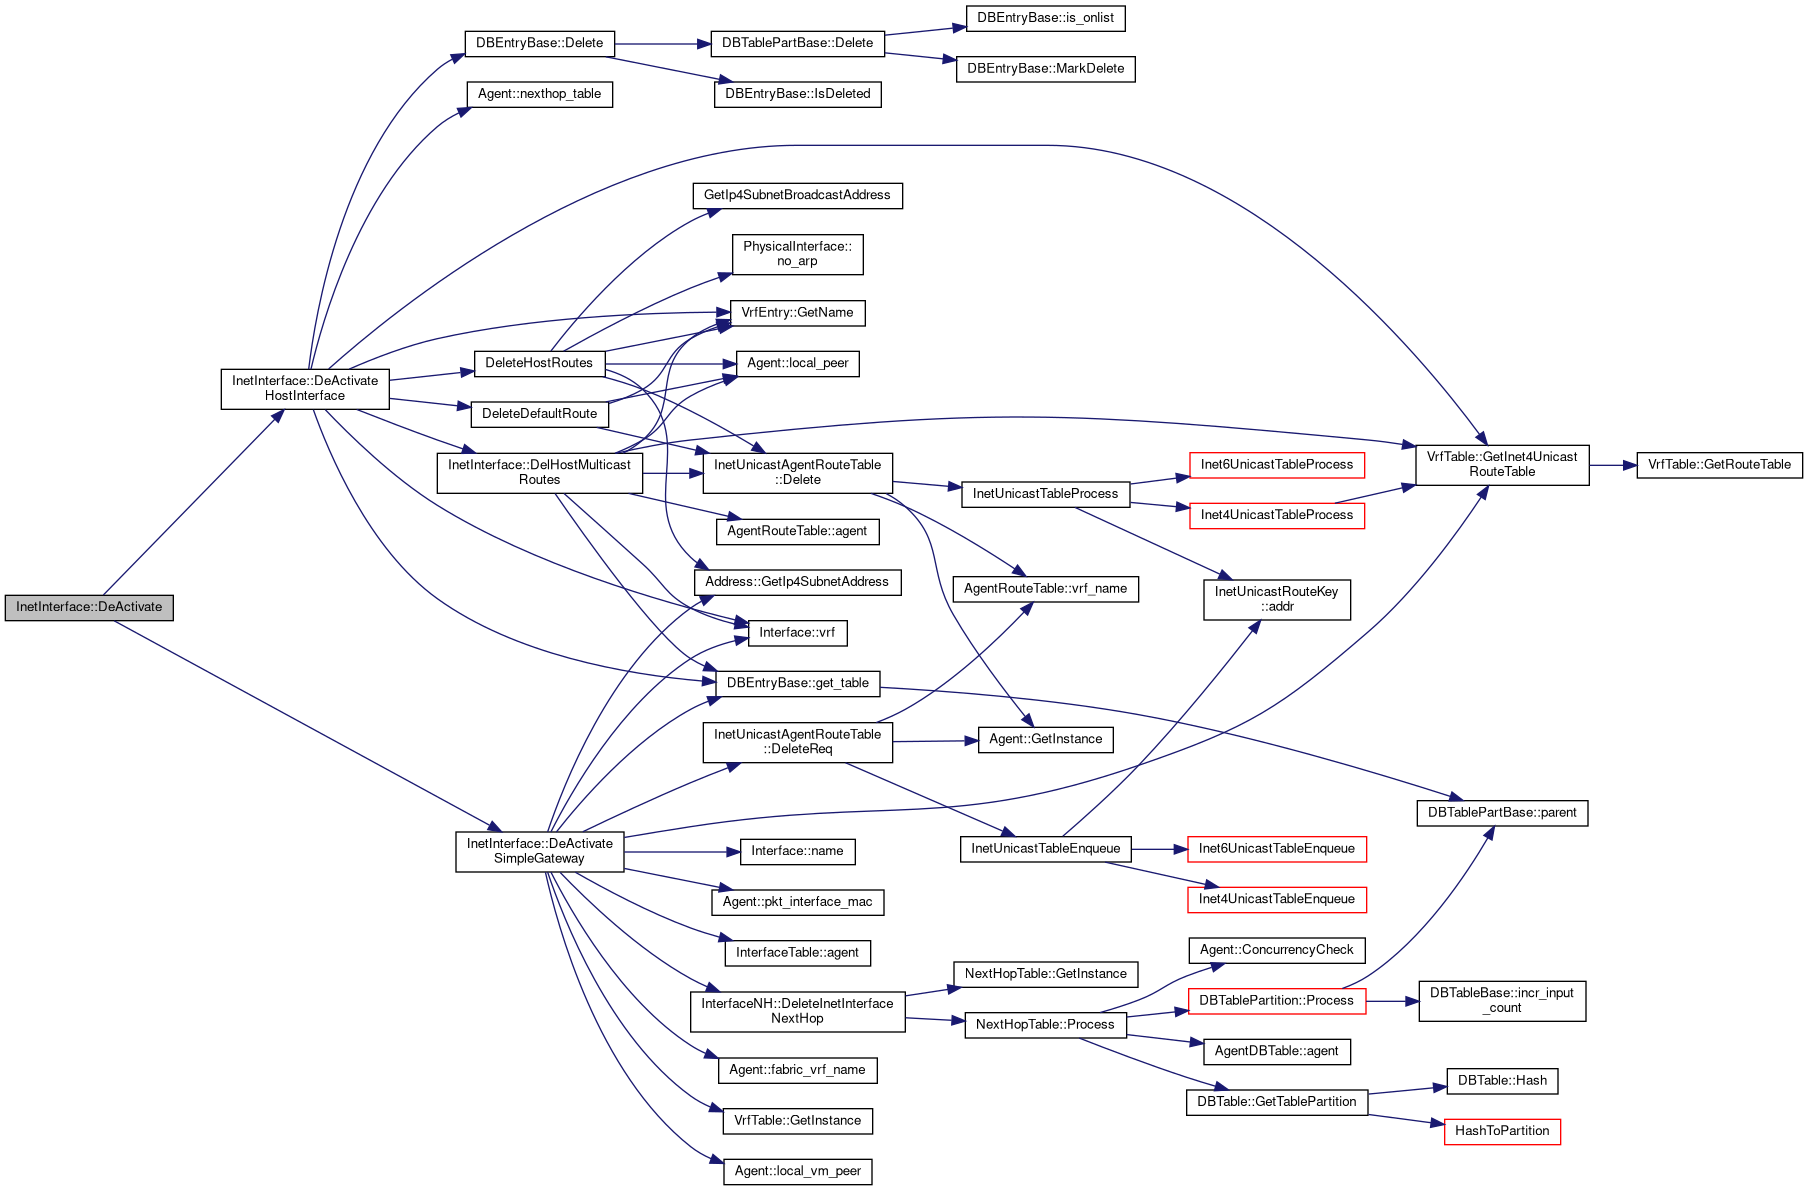 DBEntryBase::is_onlist
DBEntryBase::Delete
DBTablePartBase::Delete
DBEntryBase::MarkDelete
Agent::nexthop_table
DBEntryBase::IsDeleted
GetIp4SubnetBroadcastAddress
PhysicalInterface::
no_arp
VrfEntry::GetName
DeleteHostRoutes
Agent::local_peer
InetInterface::DeActivate
HostInterface
DeleteDefaultRoute
InetInterface::DelHostMulticast
Routes
InetUnicastAgentRouteTable
::Delete
Inet6UnicastTableProcess
VrfTable::GetInet4Unicast
RouteTable
VrfTable::GetRouteTable
InetUnicastTableProcess
Inet4UnicastTableProcess
AgentRouteTable::agent
Address::GetIp4SubnetAddress
AgentRouteTable::vrf_name
InetUnicastRouteKey
::addr
InetInterface::DeActivate
Interface::vrf
DBEntryBase::get_table
InetUnicastAgentRouteTable
::DeleteReq
Agent::GetInstance
DBTablePartBase::parent
InetInterface::DeActivate
SimpleGateway
Interface::name
InetUnicastTableEnqueue
Inet6UnicastTableEnqueue
Agent::pkt_interface_mac
Inet4UnicastTableEnqueue
InterfaceTable::agent
Agent::ConcurrencyCheck
NextHopTable::GetInstance
InterfaceNH::DeleteInetInterface
NextHop
DBTablePartition::Process
DBTableBase::incr_input
_count
NextHopTable::Process
AgentDBTable::agent
Agent::fabric_vrf_name
DBTable::Hash
DBTable::GetTablePartition
VrfTable::GetInstance
HashToPartition
Agent::local_vm_peer